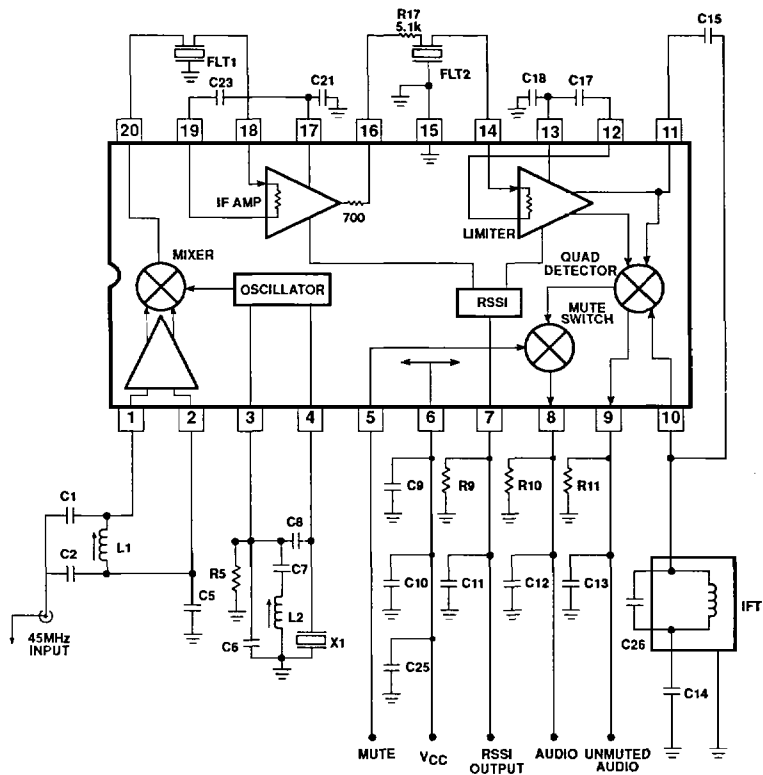 R17
5.1k
C15
FLT1
FLT2
C23
C21
C18
C17
20
19
18
17
16
15
14
13
12
11
IF AMP
700
LIMITER
MIXER
OSCILLATOR
RSSI
QUAD
DETECTOR
MUTE
SWITCH
1
2
3
4
5
6
7
8
9
10
C1
L1
C2
C5
45MHz
INPUT
C8
R5
C7
L2
C6
X1
C9
R9
R10
R11
C10
C11
C12
C13
C25
IFT
C26
C14
MUTE
VCC
RSSI
OUTPUT
AUDIO
UNMUTED
AUDIO